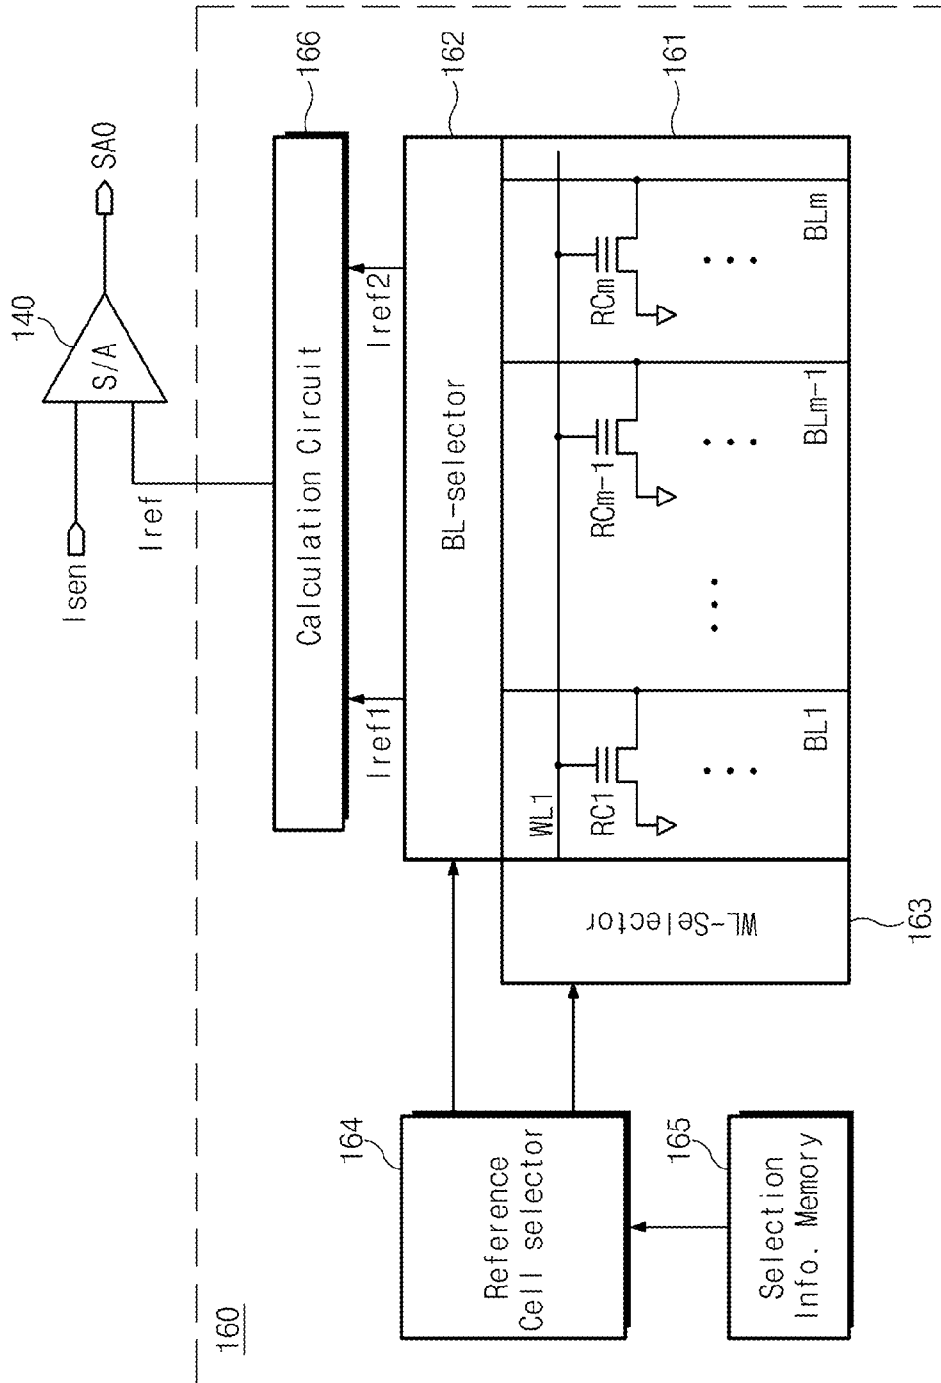 160
Isen
Iref
S/A
140
SAO
Calculation Circuit
166
Iref1
Iref2
BL-selector
162
WL1
RC1
RCm-1
RCm
161
BL1
BLm-1
BLm
WL-Selector
163
Reference
Cell selector
164
Selection
Info. Memory
165